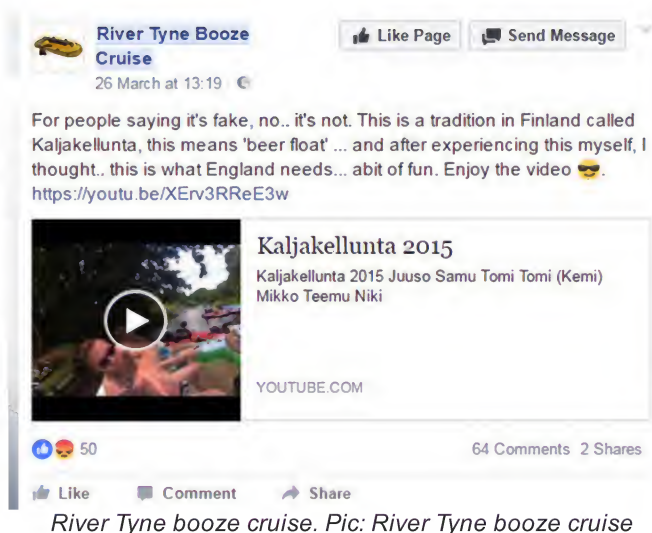 River Tyne Booze
Cruise
Like Page
Send Message
26 March at 13:19
For people saying it's fake, no.. it's not. This is a tradition in Finland called
Kaljakellunta, this means 'beer float' ... and after experiencing this myself, I
thought.. this is what England needs... abit of fun. Enjoy the video 😎.
https://youtu.be/XErv3RReE3w
Kaljakellunta 2015
Kaljakellunta 2015 Juuso Samu Tomi Tomi (Kemi)
Mikko Teemu Niki
YOUTUBE.COM
50
64 Comments 2 Shares
Like Comment Share
River Tyne booze cruise. Pic: River Tyne booze cruise